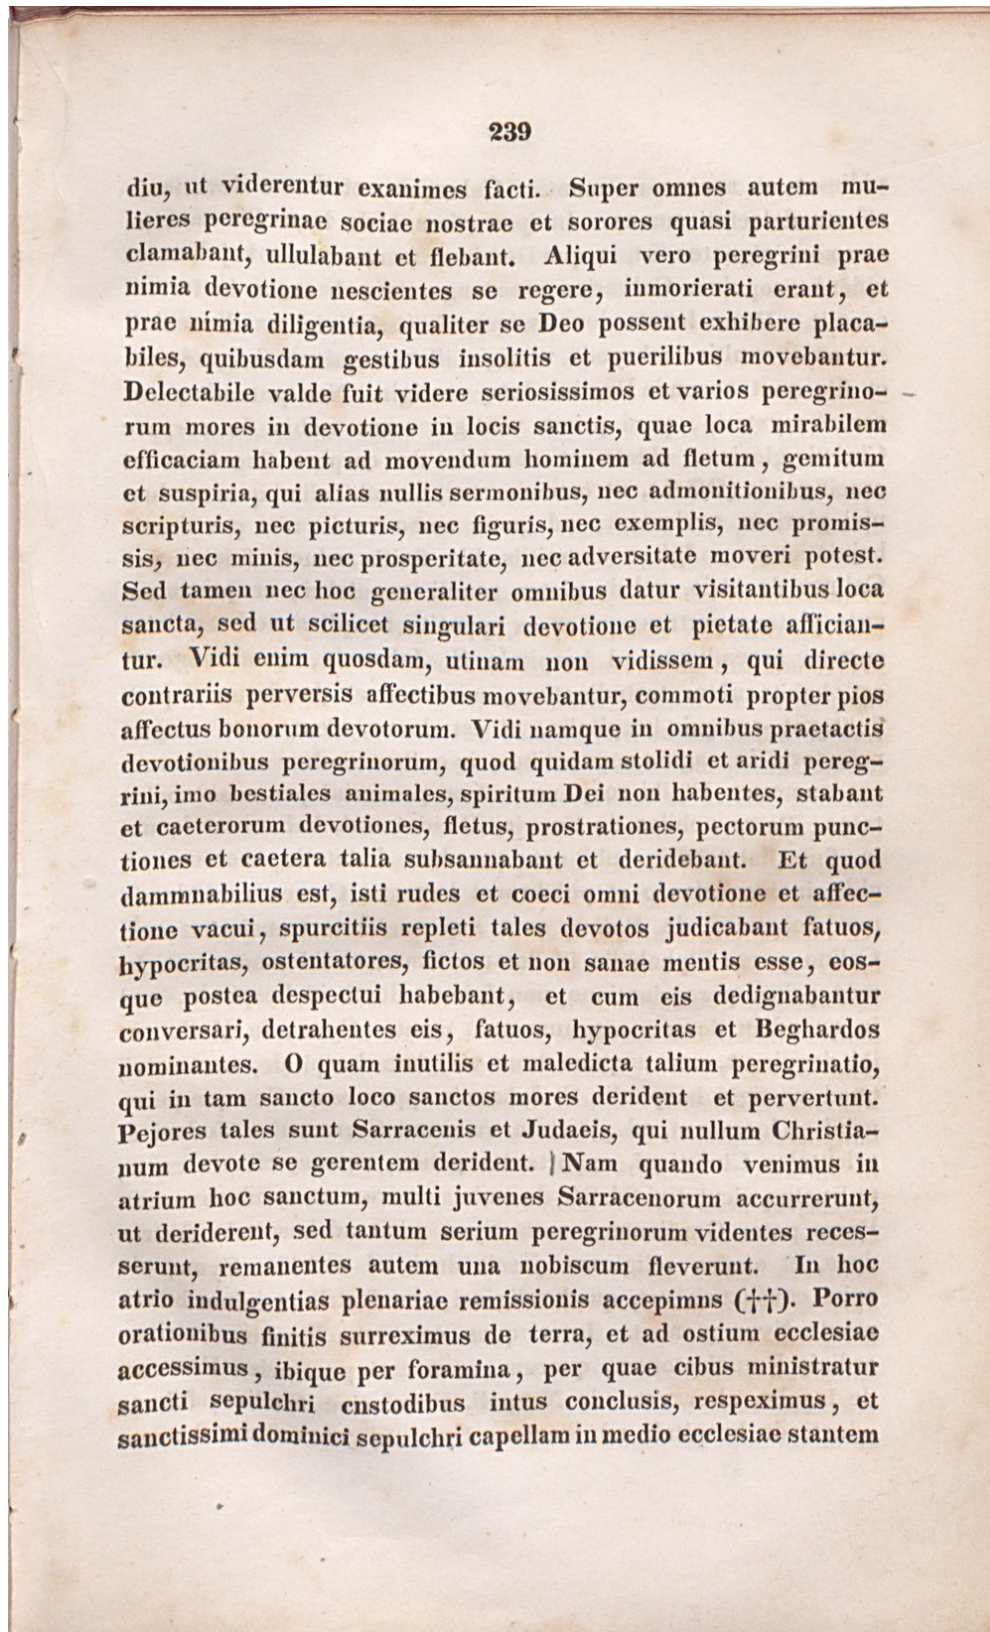 239
diu, ut viderentur exanimes facti. Super omnes autem mu-
lieres peregrinae sociae nostrae et sorores quasi parturientes
clamabant, ullulabant et flebant. Aliqui vero peregrini prae
nimia devotione nescientes se regere, inmorierati erant, et
prae nimia diligentia, qualiter se Deo possent exhibere placa-
biles, quibusdam gestibus insolitis et puerilibus movebantur.
Delectabile valde fuit videre seriosissimos et varios peregrino-
rum mores in devotione in locis sanctis, quae loca mirabilem
efficaciam habent ad movendum hominem ad fletum, gemitum
et suspiria, qui alias nullis sermonibus, nec admonitionibus, nec
scripturis, nec picturis, nec figuris, nec exemplis, nec promis-
sis, nec minis, nec prosperitate, nec adversitate moveri potest.
Sed tamen nec hoc generaliter omnibus datur visitantibus loca
sancta, sed ut scilicet singulari devotione et pietate affician-
tur. Vidi enim quosdam, utinam non vidissem, qui directe
contrariis perversis affectibus movebantur, commoti propter pios
affectus bonorum devotorum. Vidi namque in omnibus praetactis
devotionibus peregrinorum, quod quidam stolidi et aridi pereg-
rini, imo bestiales animales, spiritum Dei non habentes, stabant
et caeterorum devotiones, fletus, prostrationes, pectorum punc-
tiones et caetera talia subsannabant et deridebant. Et quod
dammnabilius est, isti rudes et coeci omni devotione et affec-
tione vacui, spurcitiis repleti tales devotos judicabant fatuos,
hypocritas, ostentatores, fictos et non sanae mentis esse, eos-
que postea despectui habebant, et cum eis dedignabantur
conversari, detrahentes eis, fatuos, hypocritas et Beghardos
nominantes. O quam inutilis et maledicta talium peregrinatio,
qui in tam sancto loco sanctos mores derident et pervertunt.
Pejores tales sunt Sarracenis et Judaeis, qui nullum Christia-
num devote se gerentem derident. Nam quando venimus in
atrium hoc sanctum, multi juvenes Sarracenorum accurrerunt,
ut deriderent, sed tantum serium peregrinorum videntes reces-
serunt, remanentes autem una nobiscum fleverunt. In hoc
atrio indulgentias plenariae remissionis accepimns (††). Porro
orationibus finitis surreximus de terra, et ad ostium ecclesiae
accessimus, ibique per foramina, per quae cibus ministratur
sancti sepulchri cnstodibus intus conclusis, respeximus, et
sanctissimi dominici sepulchri capellam in medio ecclesiae stantem